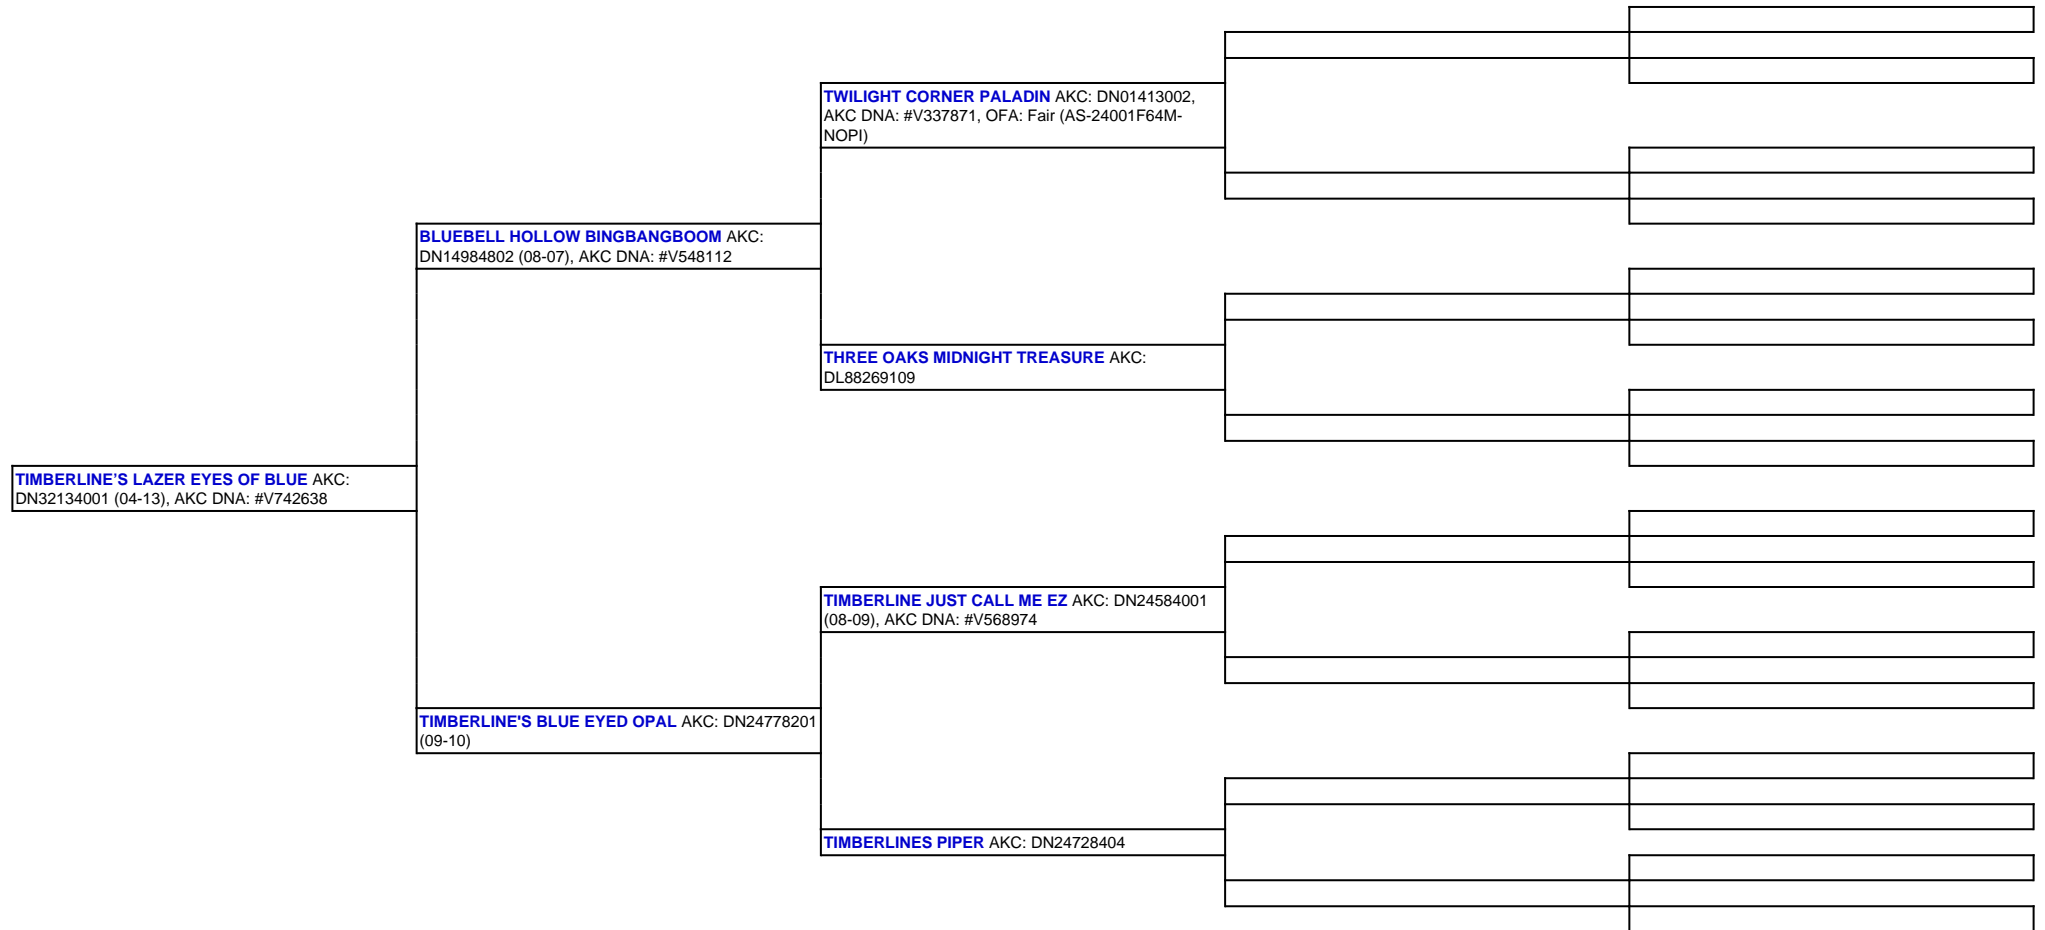 TWILIGHT CORNER PALADIN AKC: DN01413002,
AKC DNA: #V337871, OFA: Fair (AS-24001F64M-
NOPI)
BLUEBELL HOLLOW BINGBANGBOOM AKC:
DN14984802 (08-07), AKC DNA: #V548112
THREE OAKS MIDNIGHT TREASURE AKC:
DL88269109
TIMBERLINE’S LAZER EYES OF BLUE AKC:
DN32134001 (04-13), AKC DNA: #V742638
TIMBERLINE JUST CALL ME EZ AKC: DN24584001
(08-09), AKC DNA: #V568974
TIMBERLINE'S BLUE EYED OPAL AKC: DN24778201
(09-10)
TIMBERLINES PIPER AKC: DN24728404